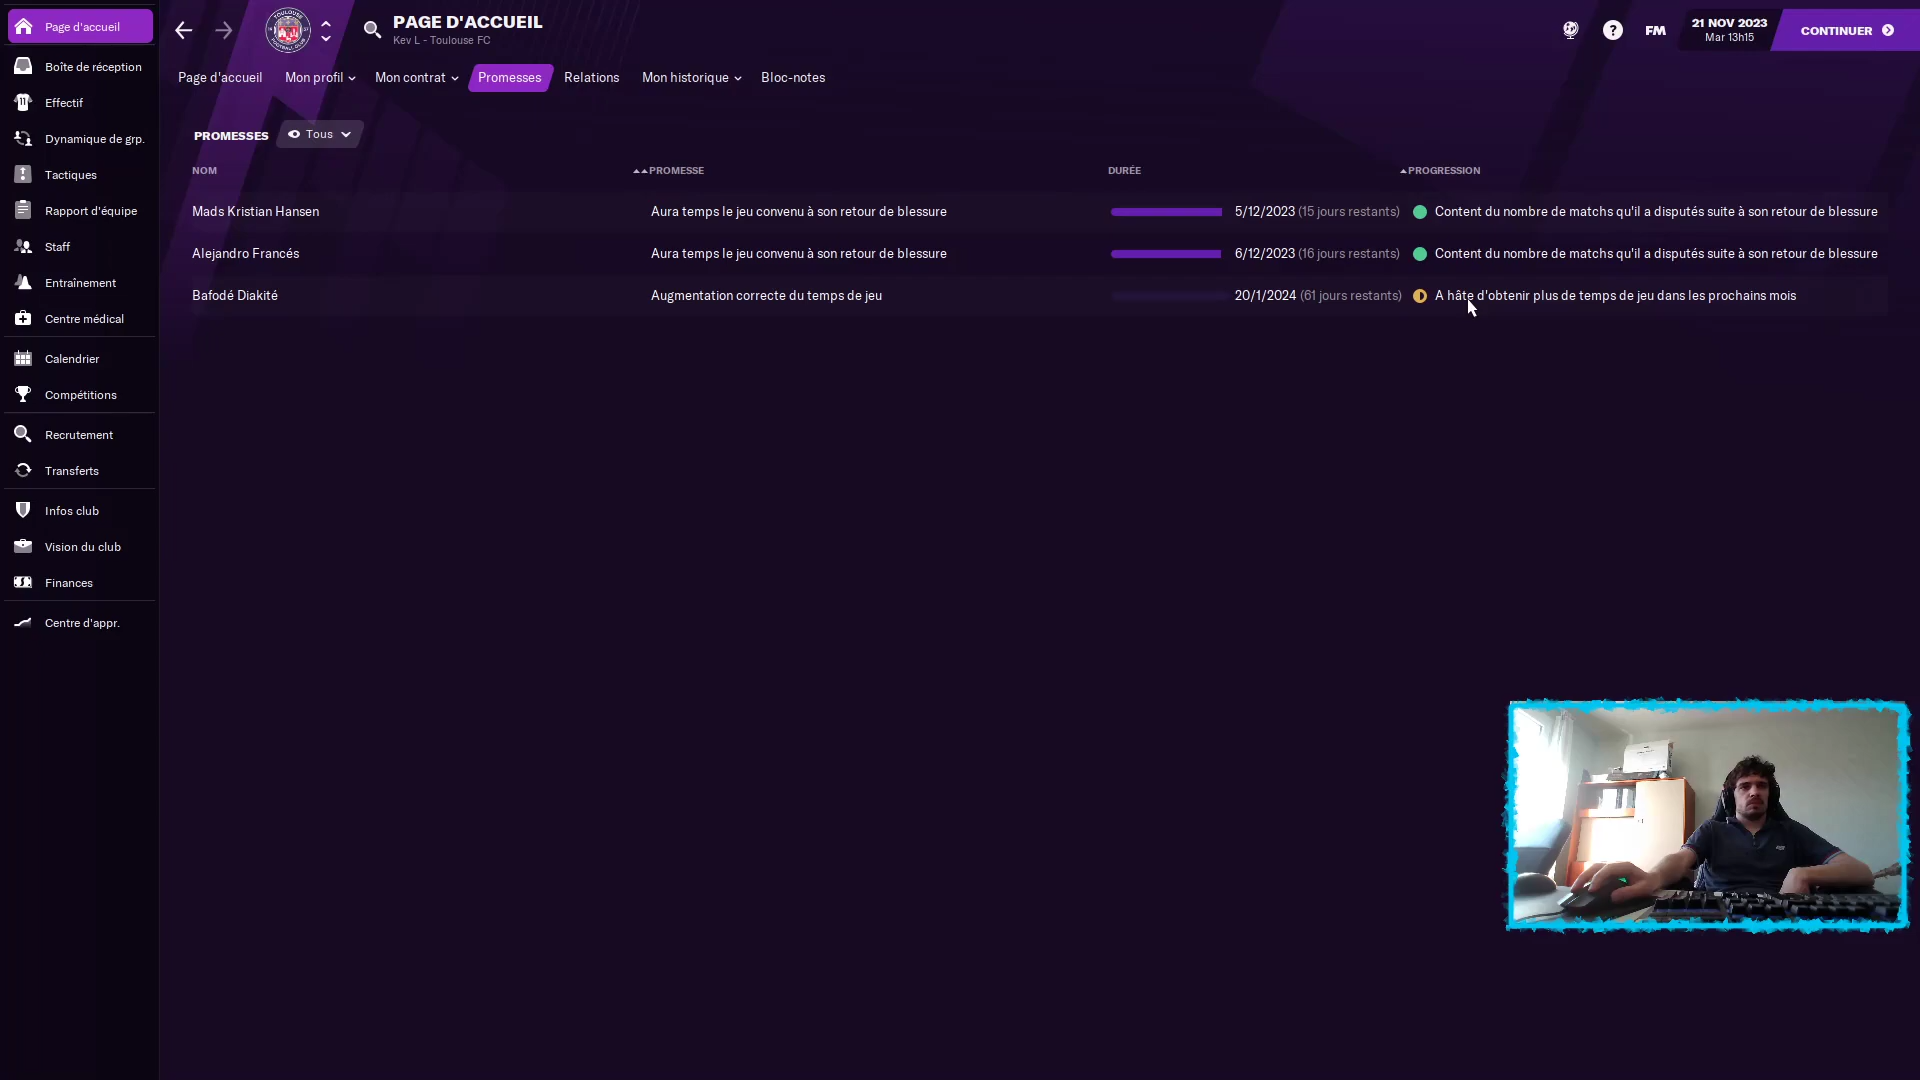 Page d'accueil
Boîte de réception
Effectif
Dynamique de grp.
Tactiques
Rapport d'équipe
Staff
Entraînement
Centre médical
Calendrier
Compétitions
Recrutement
Transferts
Infos club
Vision du club
Finances
Centre d'appr.
PAGE D'ACCUEIL
Kev L - Toulouse FC
FM
21 NOV 2023
Mar 13h15
CONTINUER
Page d'accueil Mon profil Mon contrat Promesses Relations Mon historique Bloc-notes
PROMESSES Tous
NOM PROMESSE DURÉE PROGRESSION
Mads Kristian Hansen Aura temps le jeu convenu à son retour de blessure 5/12/2023 (15 jours restants) Content du nombre de matchs qu'il a disputés suite à son retour de blessure
Alejandro Francés Aura temps le jeu convenu à son retour de blessure 6/12/2023 (16 jours restants) Content du nombre de matchs qu'il a disputés suite à son retour de blessure
Bafodé Diakité Augmentation correcte du temps de jeu 20/1/2024 (61 jours restants) A hâte d'obtenir plus de temps de jeu dans les prochains mois